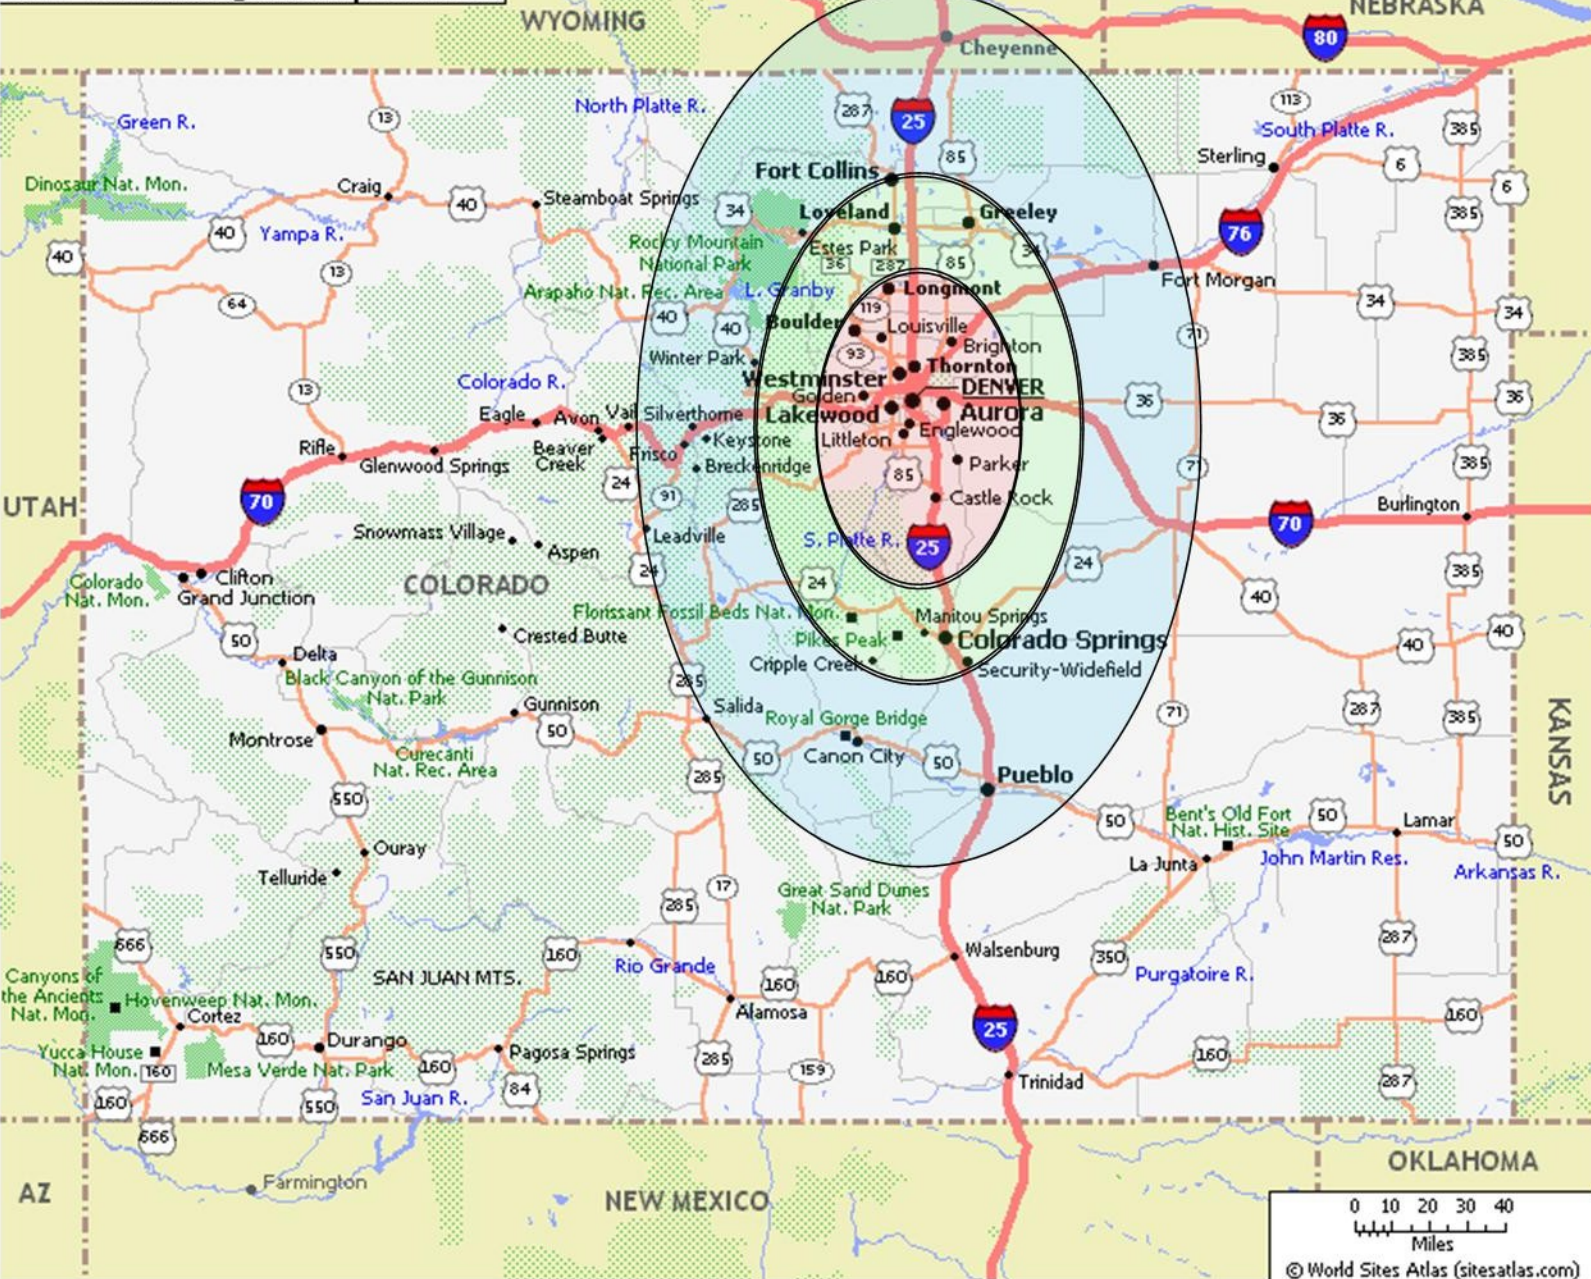 WYOMING
NEBRASKA
80
Cheyenne
North Platte R.
287
25
113
Green R.
13
South Platte R.
385
85
Sterling
6
Fort Collins
Dinosaur Nat. Mon.
Craig
40
Steamboat Springs
6
34
Loveland
Greeley
385
40
Yampa R.
76
Rocky Mountain
National Park
Estes Park
34
40
13
36
287
85
Fort Morgan
Arapaho Nat. Rec. Area
L. Granby
Longmont
64
119
34
34
40
40
Boulder
Louisville
71
Brighton
93
385
Winter Park
Thornton
Colorado R.
Westminster
DENVER
13
Golden
36
36
36
Eagle
Avon
Vail
Silverthorne
Lakewood
Aurora
Englewood
Rifle
Beaver
Creek
Frisco
Keystone
Littleton
Glenwood Springs
Breckenridge
Parker
71
385
24
85
70
91
285
Castle Rock
UTAH
Burlington
70
Snowmass Village
Leadville
S. Platte R.
25
Aspen
24
24
24
385
Colorado
Nat. Mon.
Clifton
COLORADO
Grand Junction
40
Florissant Fossil Beds Nat. Mon.
Manitou Springs
50
Crested Butte
Pikes Peak
Colorado Springs
40
40
Delta
Cripple Creek
Security-Widefield
Black Canyon of the Gunnison
Nat. Park
285
Gunnison
Salida
Royal Gorge Bridge
71
287
385
KANSAS
Montrose
50
Curecanti
Nat. Rec. Area
50
Canon City
50
285
Pueblo
550
50
Bent's Old Fort
Nat. Hist. Site
50
Lamar
50
Ouray
La Junta
John Martin Res.
Arkansas R.
Telluride
17
Great Sand Dunes
Nat. Park
285
666
550
160
Walsenburg
350
287
Canyons of
the Ancients
Nat. Mon.
SAN JUAN MTS.
Rio Grande
160
160
Purgatoire R.
Hovenweep Nat. Mon.
Cortez
Alamosa
25
160
160
Durango
Yucca House
Nat. Mon.
160
Mesa Verde Nat. Park
160
Pagosa Springs
285
159
160
Trinidad
287
160
550
San Juan R.
84
666
Farmington
AZ
NEW MEXICO
OKLAHOMA
0 10 20 30 40
Miles
© World Sites Atlas (sitesatlas.com)